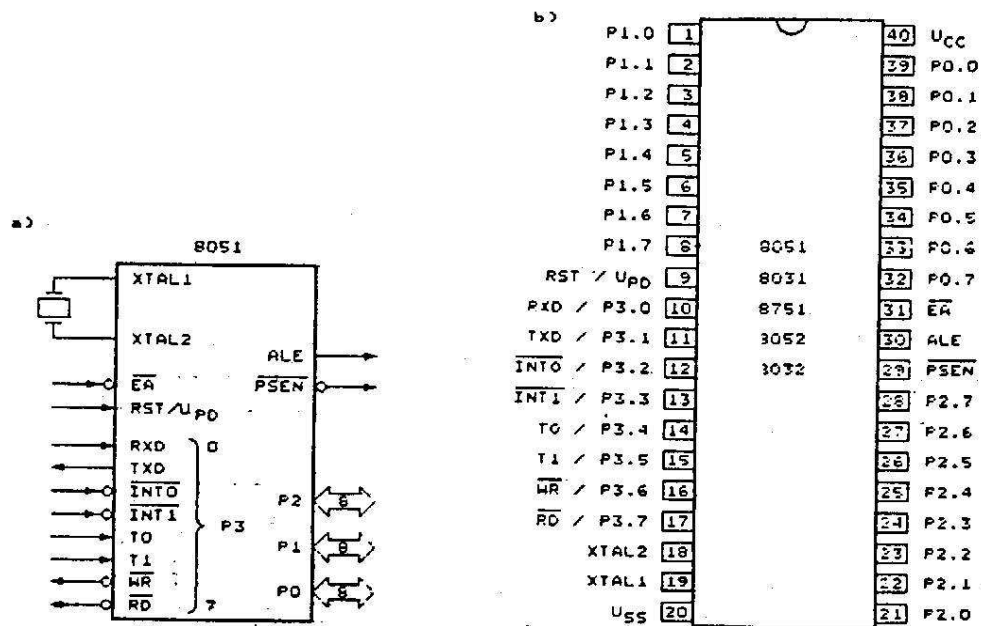 a)
8051
XTAL1
XTAL2
ALE
EA
PSEN
RST/UPD
RXD 0
TXD
INT0
INT1
P2 8
P3
T0
T1
P1 8
WR
P0 8
RD 7
b)
P1.0 1 40 UCC
P1.1 2 39 P0.0
P1.2 3 38 P0.1
P1.3 4 37 P0.2
P1.4 5 36 P0.3
P1.5 6 35 P0.4
P1.6 7 34 P0.5
P1.7 8 8051 33 P0.6
RST / UPD 9 8031 32 P0.7
RXD / P3.0 10 8751 31 EA
TXD / P3.1 11 8052 30 ALE
INT0 / P3.2 12 8032 29 PSEN
INT1 / P3.3 13 28 P2.7
T0 / P3.4 14 27 P2.6
T1 / P3.5 15 26 P2.5
WR / P3.6 16 25 P2.4
RD / P3.7 17 24 P2.3
XTAL2 18 23 P2.2
XTAL1 19 22 P2.1
USS 20 21 P2.0